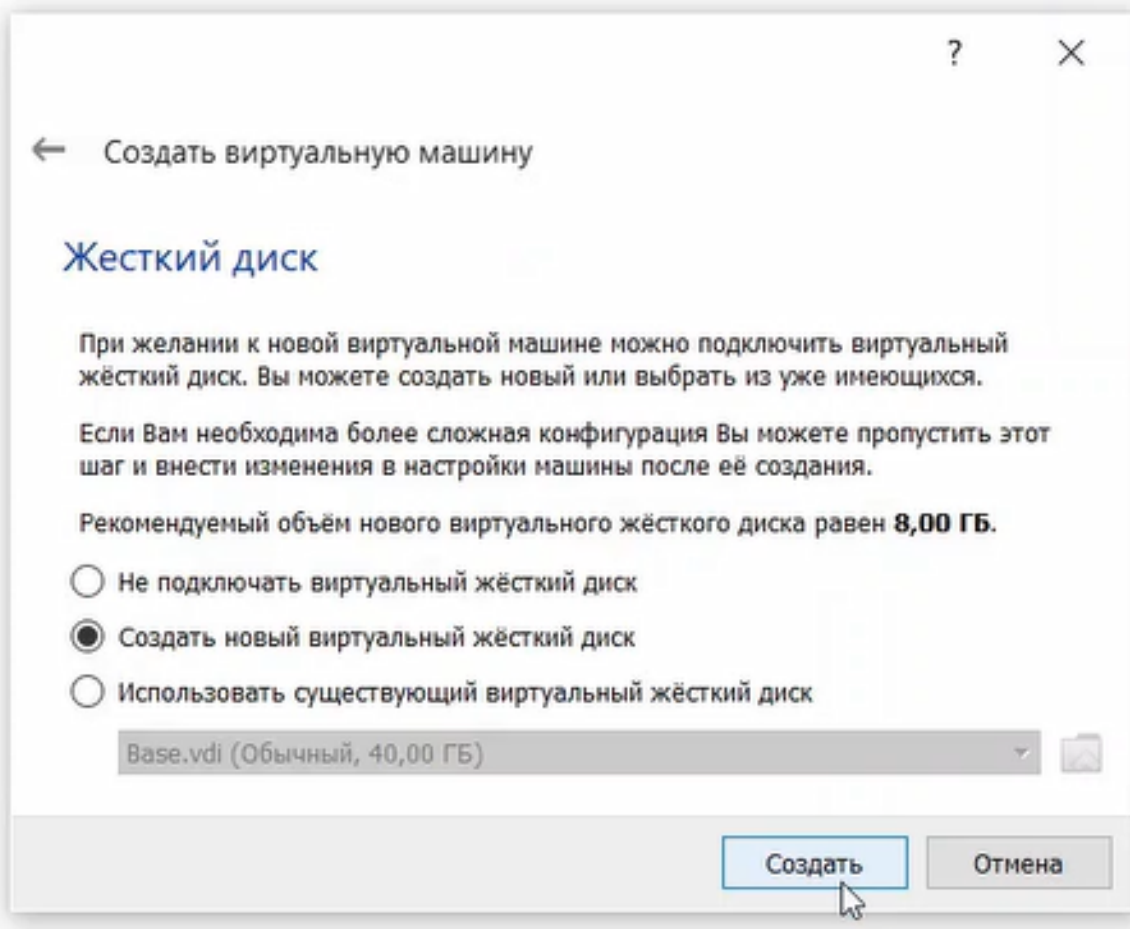 ?
Создать виртуальную машину
Жесткий диск
При желании к новой виртуальной машине можно подключить виртуальный
жёсткий диск. Вы можете создать новый или выбрать из уже имеющихся.
Если Вам необходима более сложная конфигурация Вы можете пропустить этот
шаг и внести изменения в настройки машины после её создания.
Рекомендуемый объём нового виртуального жёсткого диска равен 8,00 ГБ.
Не подключать виртуальный жёсткий диск
Создать новый виртуальный жёсткий диск
Использовать существующий виртуальный жёсткий диск
Base.vdi (Обычный, 40,00 ГБ)
Создать Отмена